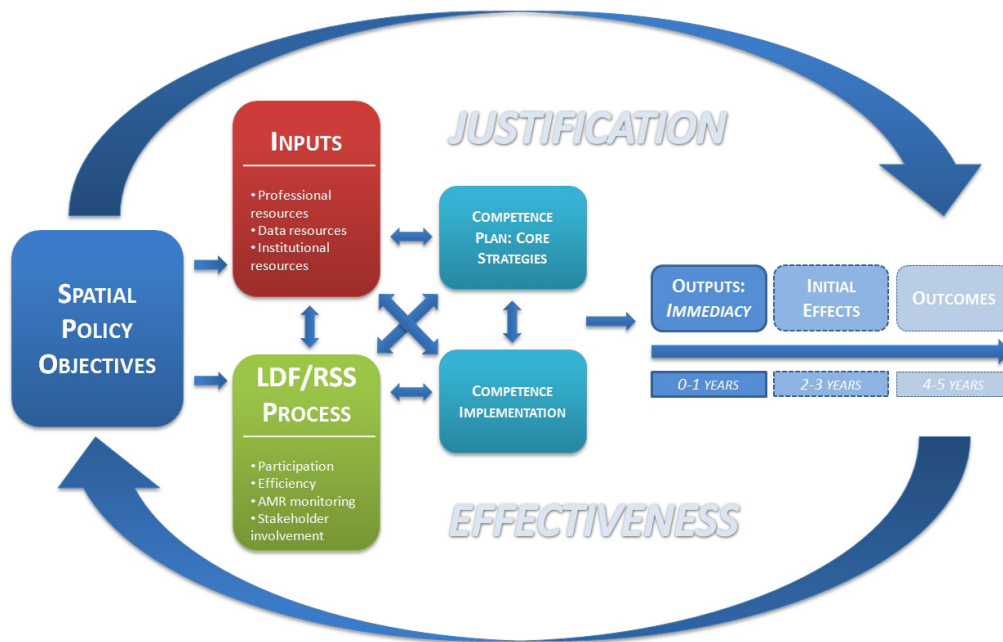 JUSTIFICATION
INPUTS
• Professional
resources
• Data resources
• Institutional
resources
COMPETENCE
PLAN: CORE
STRATEGIES
SPATIAL
POLICY
OBJECTIVES
OUTPUTS:
IMMEDIACY
INITIAL
EFFECTS
OUTCOMES
0-1 YEARS
2-3 YEARS
4-5 YEARS
LDF/RSS
PROCESS
• Participation
• Efficiency
• AMR monitoring
• Stakeholder
involvement
COMPETENCE
IMPLEMENTATION
EFFECTIVENESS